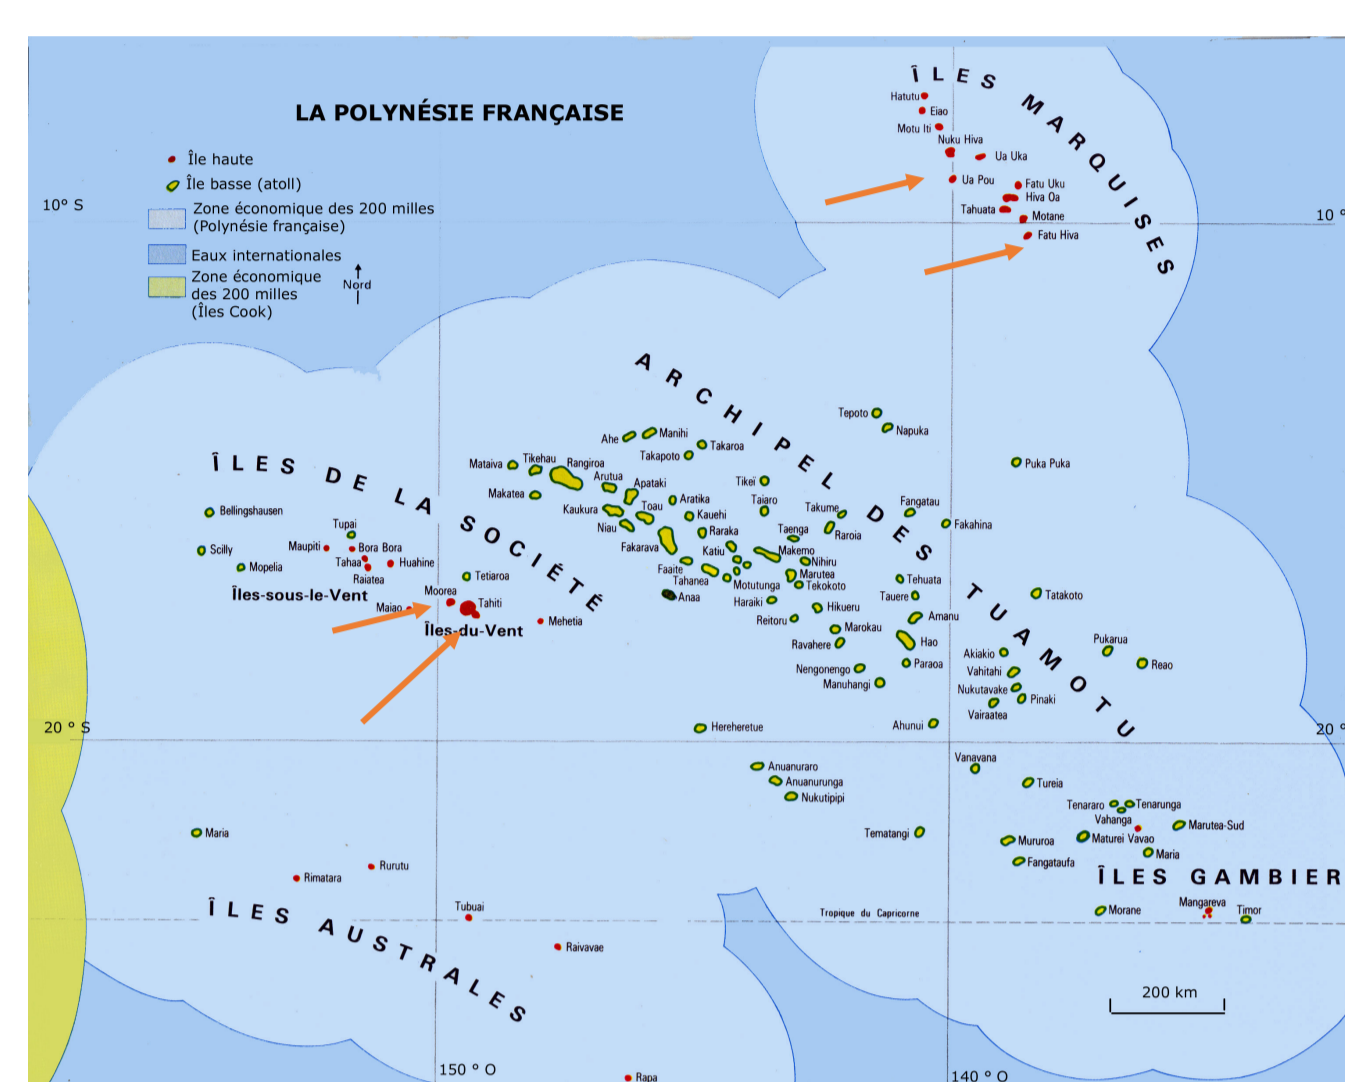 LA POLYNÉSIE FRANÇAISE
Île haute
Île basse (atoll)
Zone économique des 200 milles
(Polynésie française)
Eaux internationales
Zone économique
des 200 milles
(Îles Cook)
Nord
10° S
10 °
ÎLES MARQUISES
Hatutu
Eiao
Motu Iti
Nuku Hiva
Ua Uka
Ua Pou
Fatu Uku
Hiva Oa
Tahuata
Motane
Fatu Hiva
ARCHIPEL DES TUAMOTU
Tepoto
Napuka
Puka Puka
Ahe
Manihi
Takaroa
Takapoto
Mataiva
Tikehau
Rangiroa
Arutua
Apataki
Tikei
Makatea
Aratika
Taiaro
Takume
Fangatau
Kaukura
Toau
Kauehi
Fakahina
Niau
Raraka
Taenga
Raroia
Fakarava
Katiu
Makemo
Nihiru
Faaite
Tahanea
Marutea
Motutunga
Tekokoto
Tehuata
Anaa
Haraiki
Hikueru
Tauere
Tatakoto
Reitoru
Marokau
Amanu
Ravahere
Hao
Pukarua
Akiakio
Reao
Nengonengo
Paraoa
Vahitahi
Manuhangi
Nukutavake
Pinaki
Vairaatea
Hereheretue
Ahunui
ÎLES DE LA SOCIÉTÉ
Bellingshausen
Tupai
Scilly
Maupiti
Bora Bora
Mopelia
Tahaa
Huahine
Raiatea
Îles-sous-le-Vent
Tetiaroa
Moorea
Maiao
Tahiti
Mehetia
Îles-du-Vent
20 ° S
20 °
Vanavana
Anuanuraro
Anuanurunga
Nukutipipi
Tureia
Tenararo
Tenarunga
Vahanga
Marutea-Sud
Tematangi
Mururoa
Maturei Vavao
Maria
Fangataufa
ÎLES GAMBIER
Mangareva
Morane
Timor
Maria
Rurutu
Rimatara
ÎLES AUSTRALES
Tubuai
Raivavae
Tropique du Capricorne
200 km
150 ° O
140 ° O
Rapa